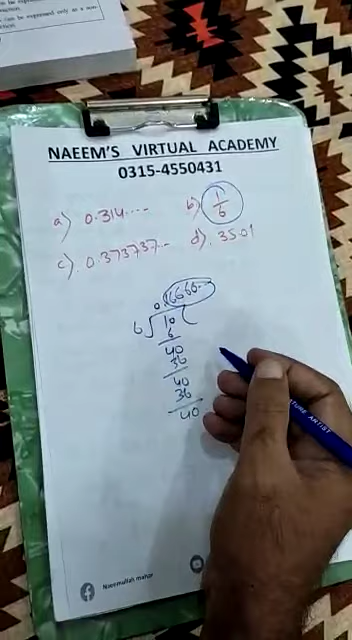 NAEEM'S VIRTUAL ACADEMY
0315-4550431
a) 0.314.... b) 1/6
c) 0.373737... d) 35.01
0.16666...
6 10
6
40
36
40
36
40
Naeemullah mahar